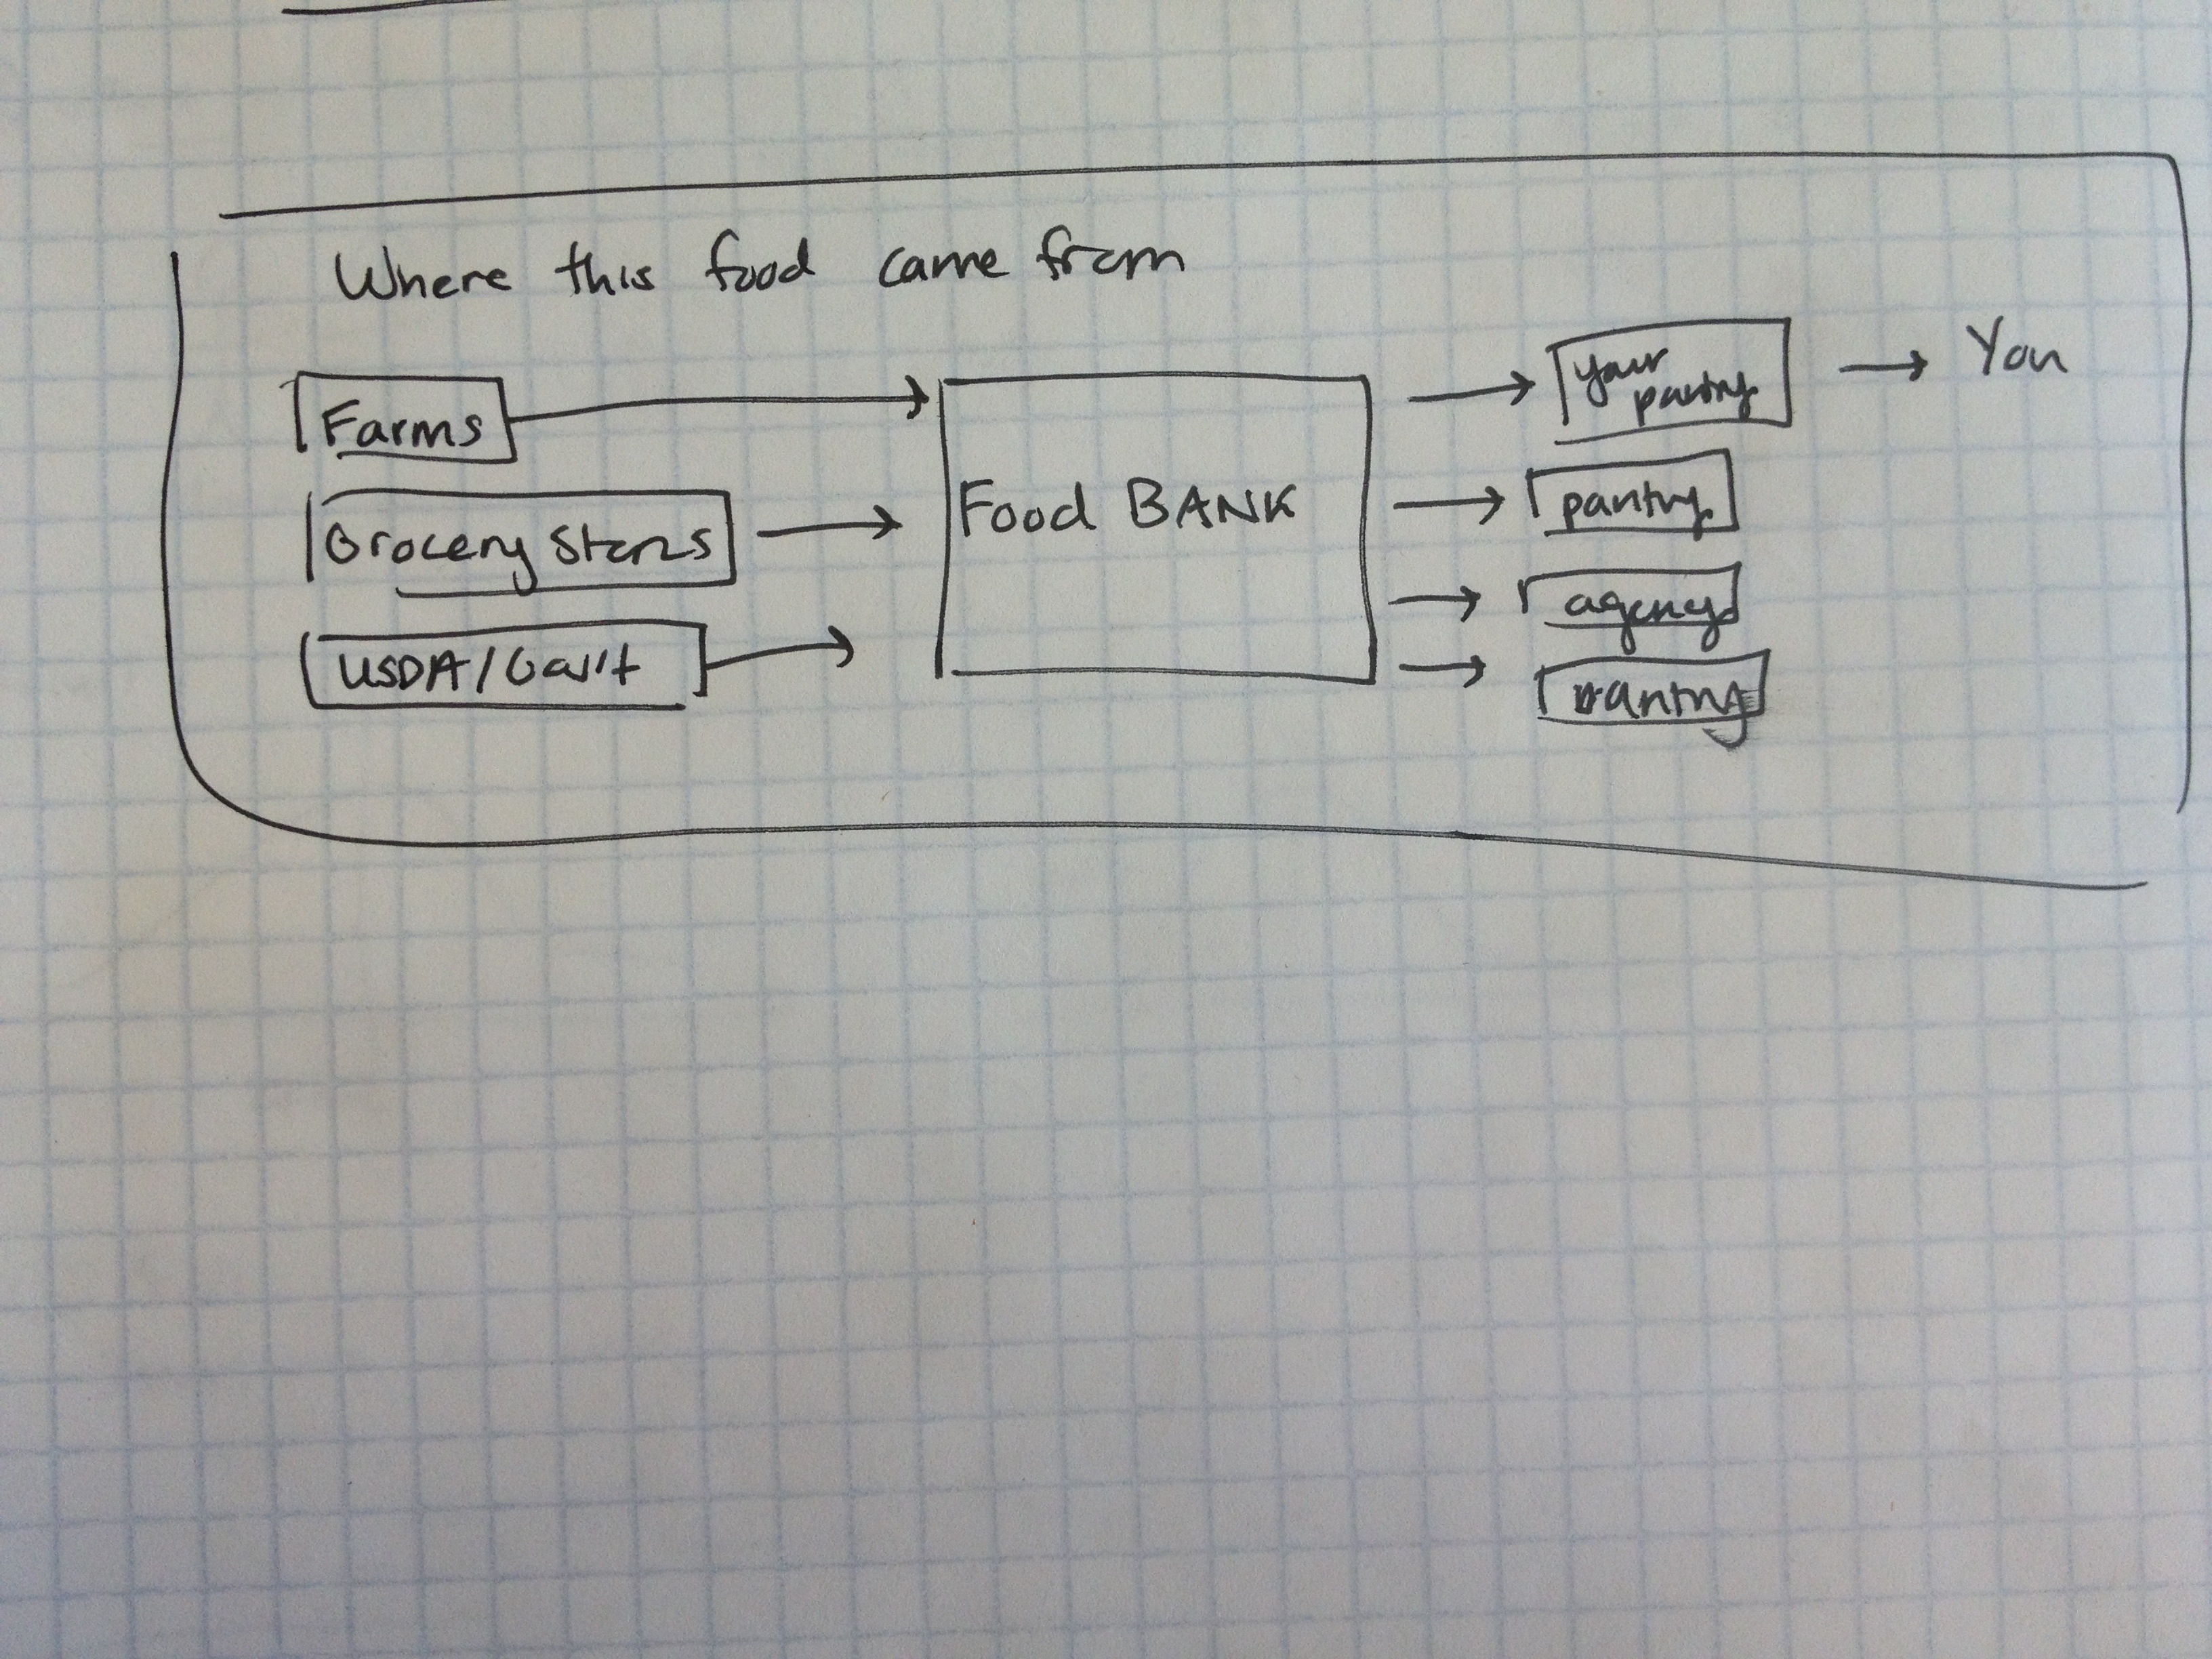 Where this food came from
Farms
Grocery Stores
USDA/Gov't
Food BANK
your
pantry
You
pantry
agency
pantry